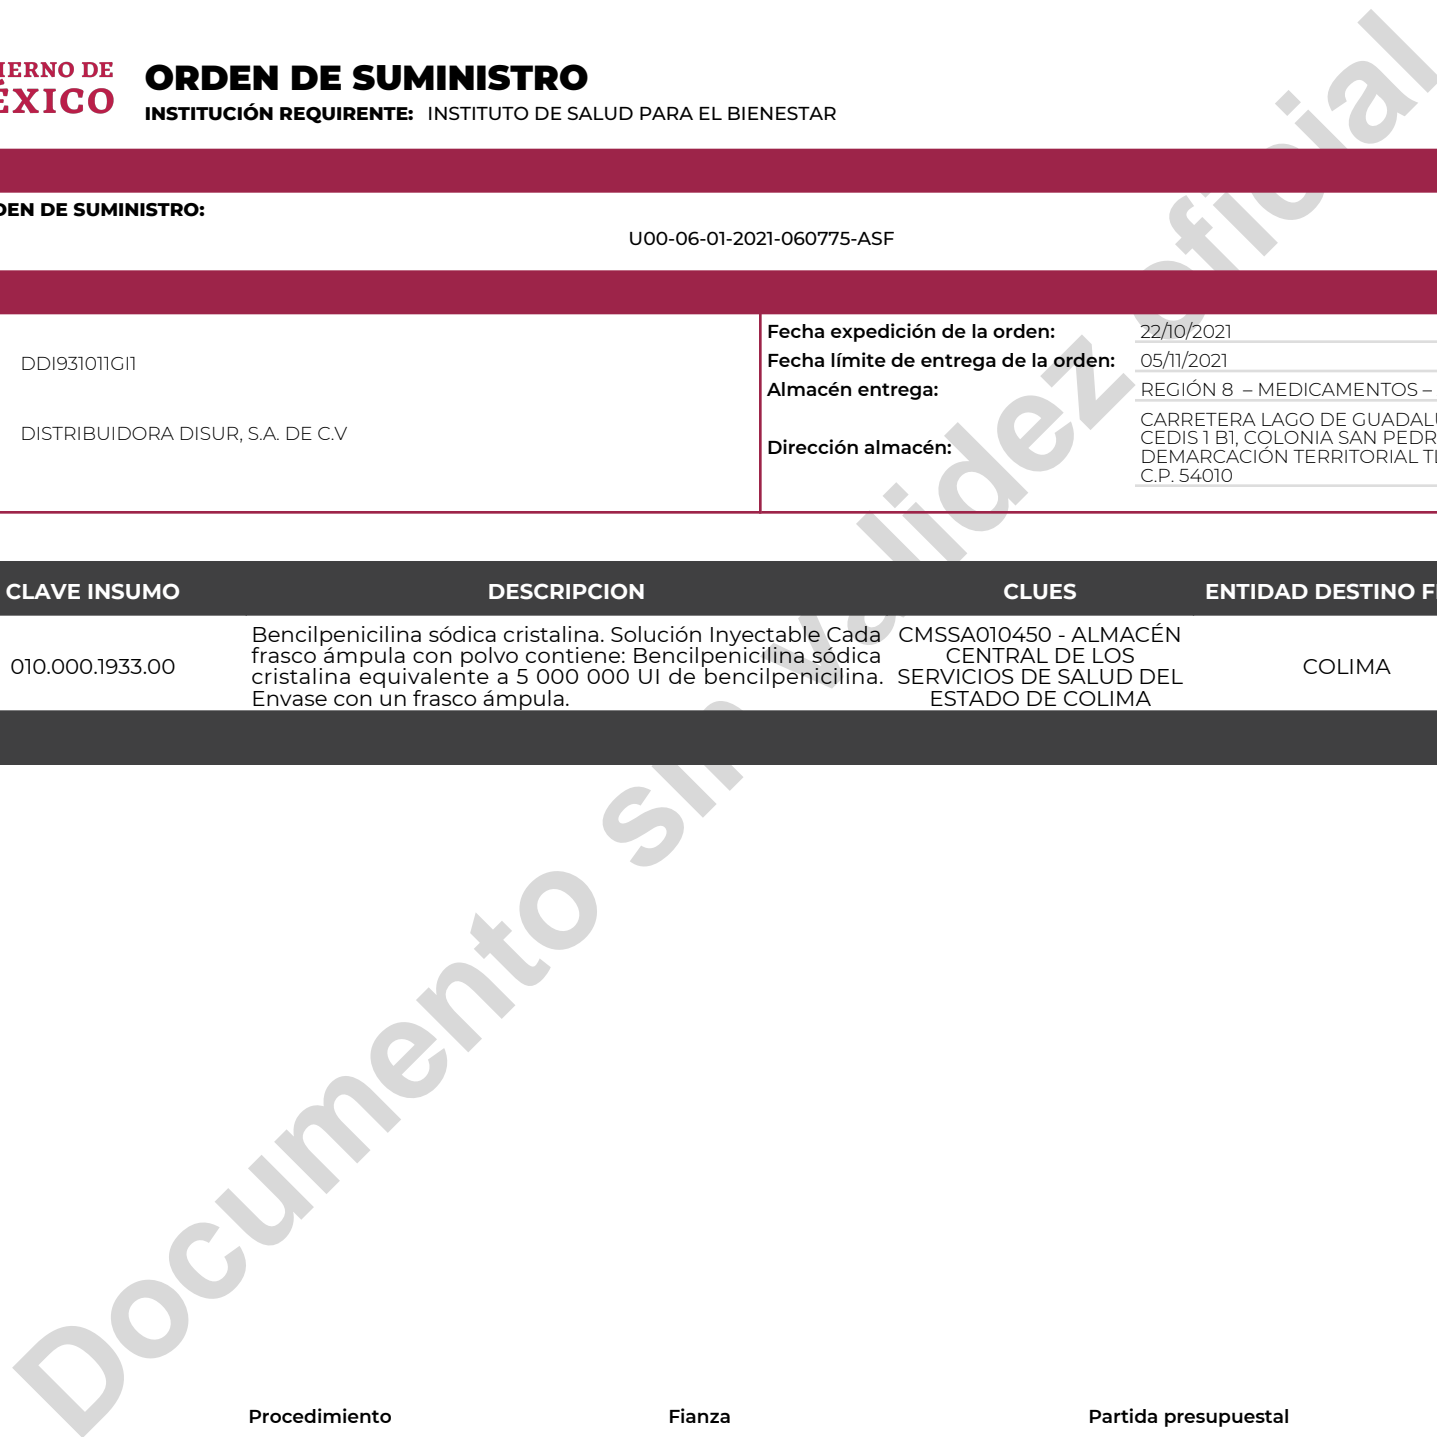 IERNO DE
ÉXICO
ORDEN DE SUMINISTRO
INSTITUCIÓN REQUIRENTE: INSTITUTO DE SALUD PARA EL BIENESTAR
DEN DE SUMINISTRO:
U00-06-01-2021-060775-ASF
DDI931011GI1
DISTRIBUIDORA DISUR, S.A. DE C.V
Fecha expedición de la orden: 22/10/2021
Fecha límite de entrega de la orden: 05/11/2021
Almacén entrega: REGIÓN 8 – MEDICAMENTOS –
Dirección almacén:
CARRETERA LAGO DE GUADALU
CEDIS 1 B1, COLONIA SAN PEDR
DEMARCACIÓN TERRITORIAL TL
C.P. 54010
CLAVE INSUMO DESCRIPCION CLUES ENTIDAD DESTINO FI
010.000.1933.00
Bencilpenicilina sódica cristalina. Solución Inyectable Cada
frasco ámpula con polvo contiene: Bencilpenicilina sódica
cristalina equivalente a 5 000 000 UI de bencilpenicilina.
Envase con un frasco ámpula.
CMSSA010450 - ALMACÉN
CENTRAL DE LOS
SERVICIOS DE SALUD DEL
ESTADO DE COLIMA
COLIMA
Documento sin validez oficial
Procedimiento Fianza Partida presupuestal